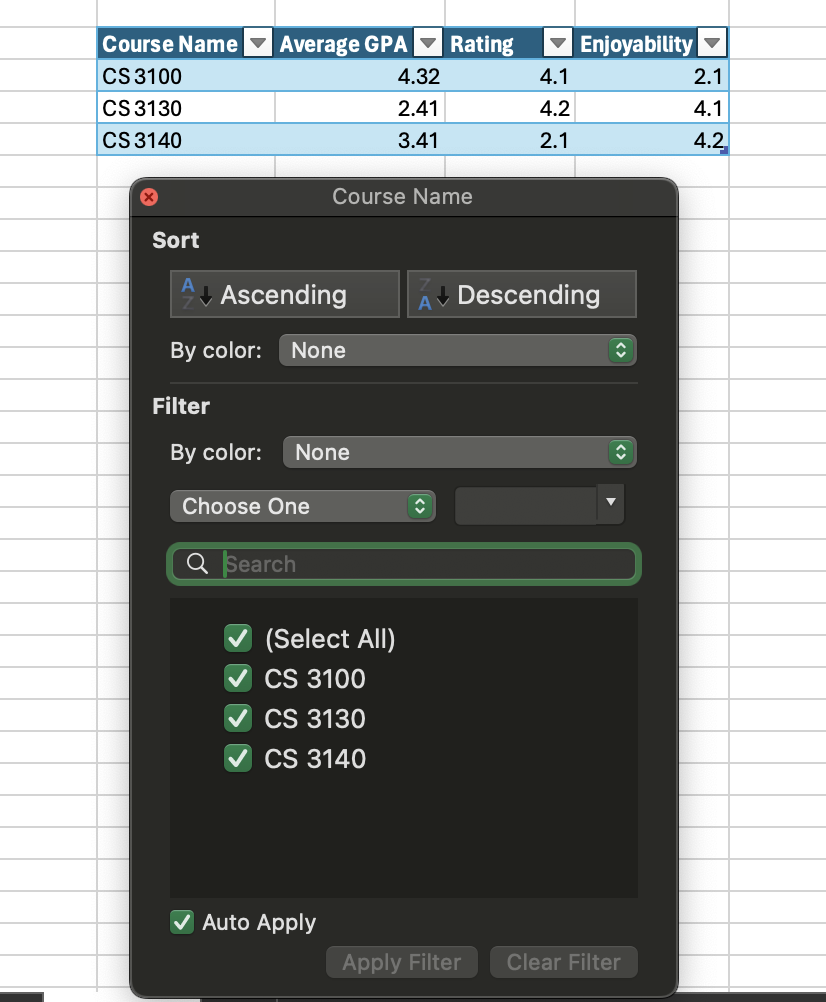 Course Name Average GPA Rating Enjoyability
CS 3100 4.32 4.1 2.1
CS 3130 2.41 4.2 4.1
CS 3140 3.41 2.1 4.2
Course Name
Sort
A Z Ascending Z A Descending
By color: None
Filter
By color: None
Choose One
Search
(Select All)
CS 3100
CS 3130
CS 3140
Auto Apply
Apply Filter Clear Filter